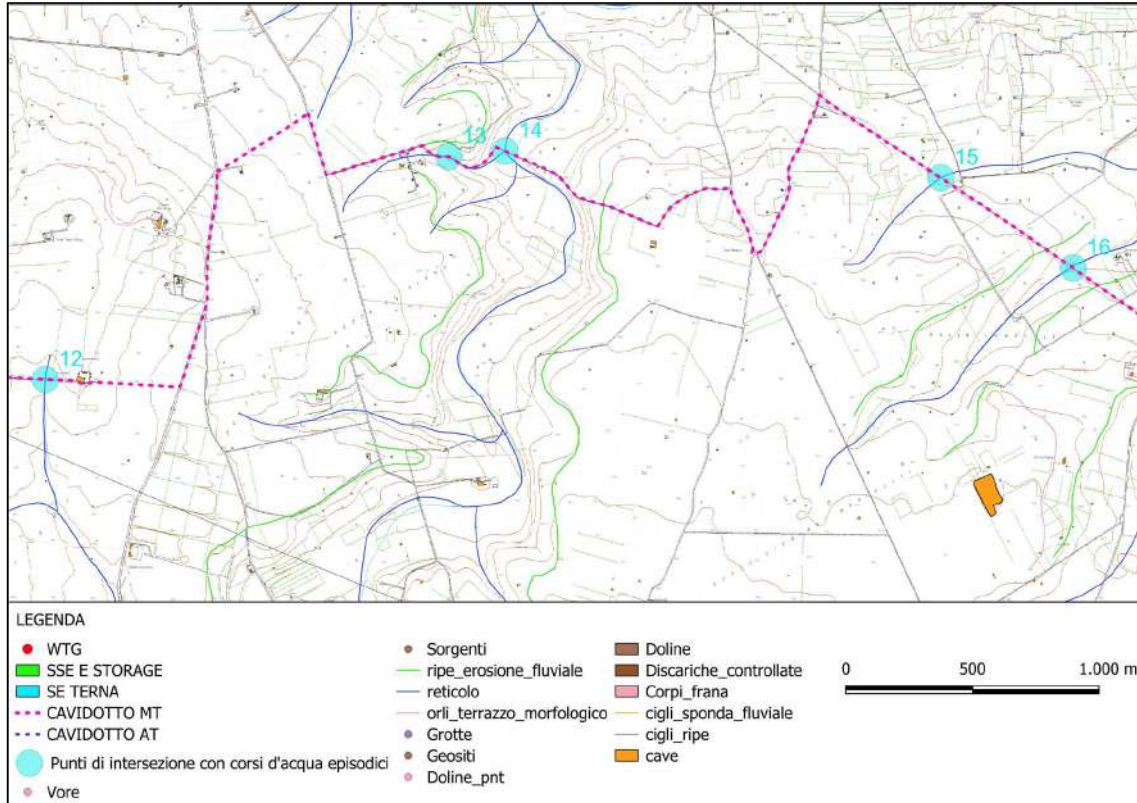 13
14
15
16
12
LEGENDA
WTG
SSE E STORAGE
SE TERNA
CAVIDOTTO MT
CAVIDOTTO AT
Punti di intersezione con corsi d'acqua episodici
Vore
Sorgenti
ripe_erosione_fluviale
reticolo
orli_terrazzo_morfologico
Grotte
Geositi
Doline_pnt
Doline
Discariche_controllate
Corpi_frana
cigli_sponda_fluviale
cigli_ripe
cave
0 500 1.000 m